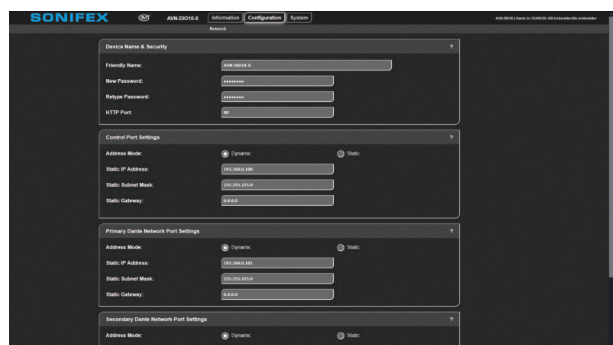 SONIFEX AVN-DIO10-0 Information Configuration System
Network
Device Name & Security ?
Friendly Name:
New Password: ********
Retype Password: ********
HTTP Port: 80
Control Port Settings ?
Address Mode: Dynamic Static
Static IP Address:
Static Subnet Mask: 255.255.255.0
Static Gateway: 0.0.0.0
Primary Dante Network Port Settings ?
Address Mode: Dynamic Static
Static IP Address:
Static Subnet Mask: 255.255.255.0
Static Gateway: 0.0.0.0
Secondary Dante Network Port Settings ?
Address Mode: Dynamic Static